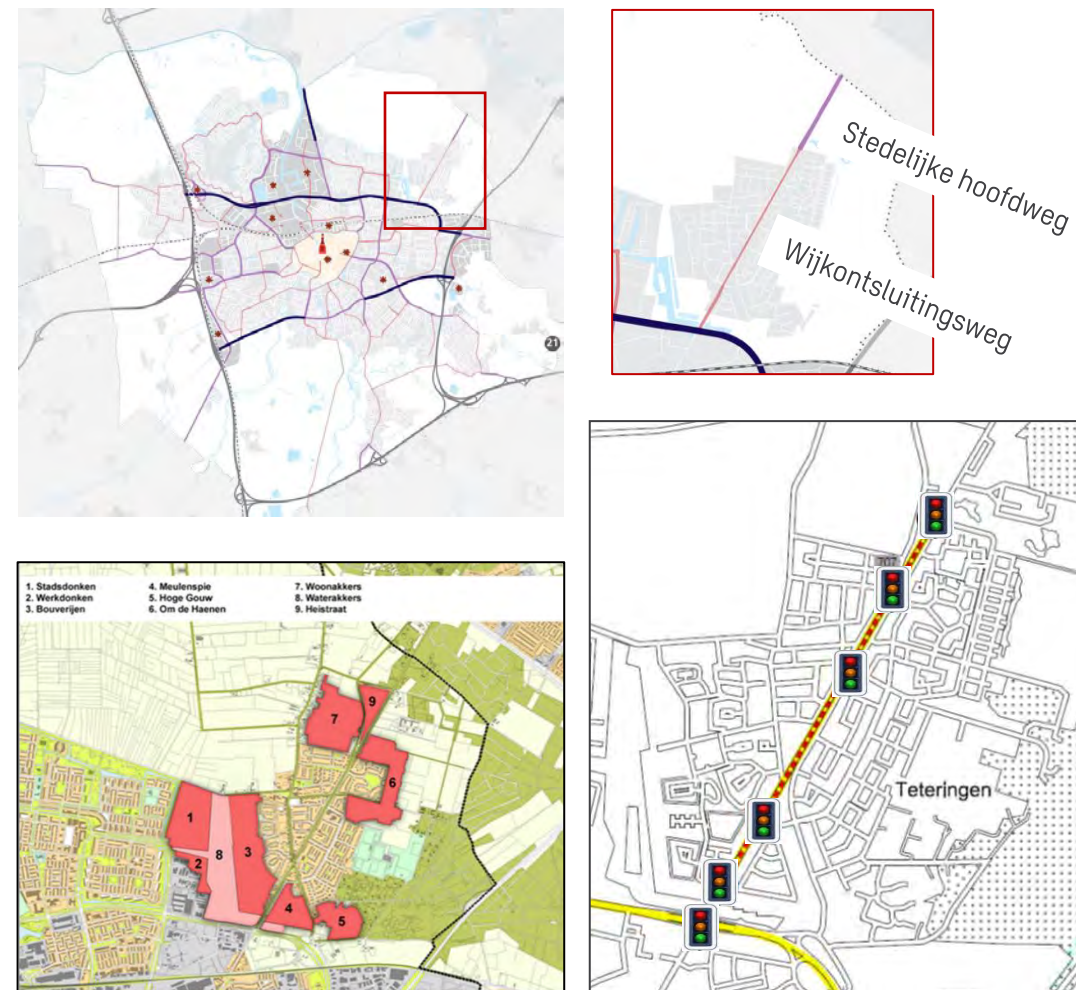 21
Stedelijke hoofdweg
Wijkontsluitingsweg
1. Stadsdonken
2. Werkdonken
3. Bouverijen
4. Meulenspie
5. Hoge Gouw
6. Om de Haenen
7. Woonakkers
8. Waterakkers
9. Heistraat
7
9
6
1
8
3
2
4
5
707
Teteringen